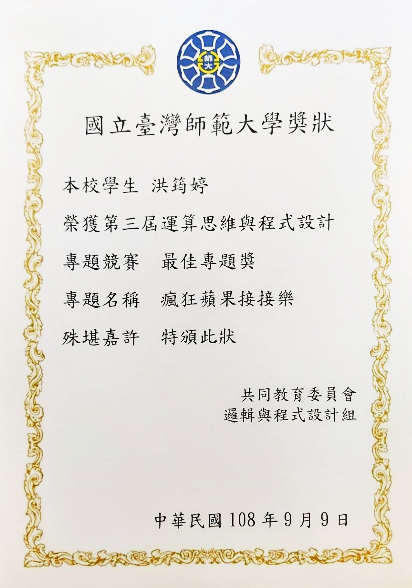 師大
國立臺灣師範大學獎狀
本校學生 洪筠婷
榮獲第三屆運算思維與程式設計
專題競賽 最佳專題獎
專題名稱 瘋狂蘋果接接樂
殊堪嘉許 特頒此狀
共同教育委員會
邏輯與程式設計組
中華民國 108 年 9 月 9 日